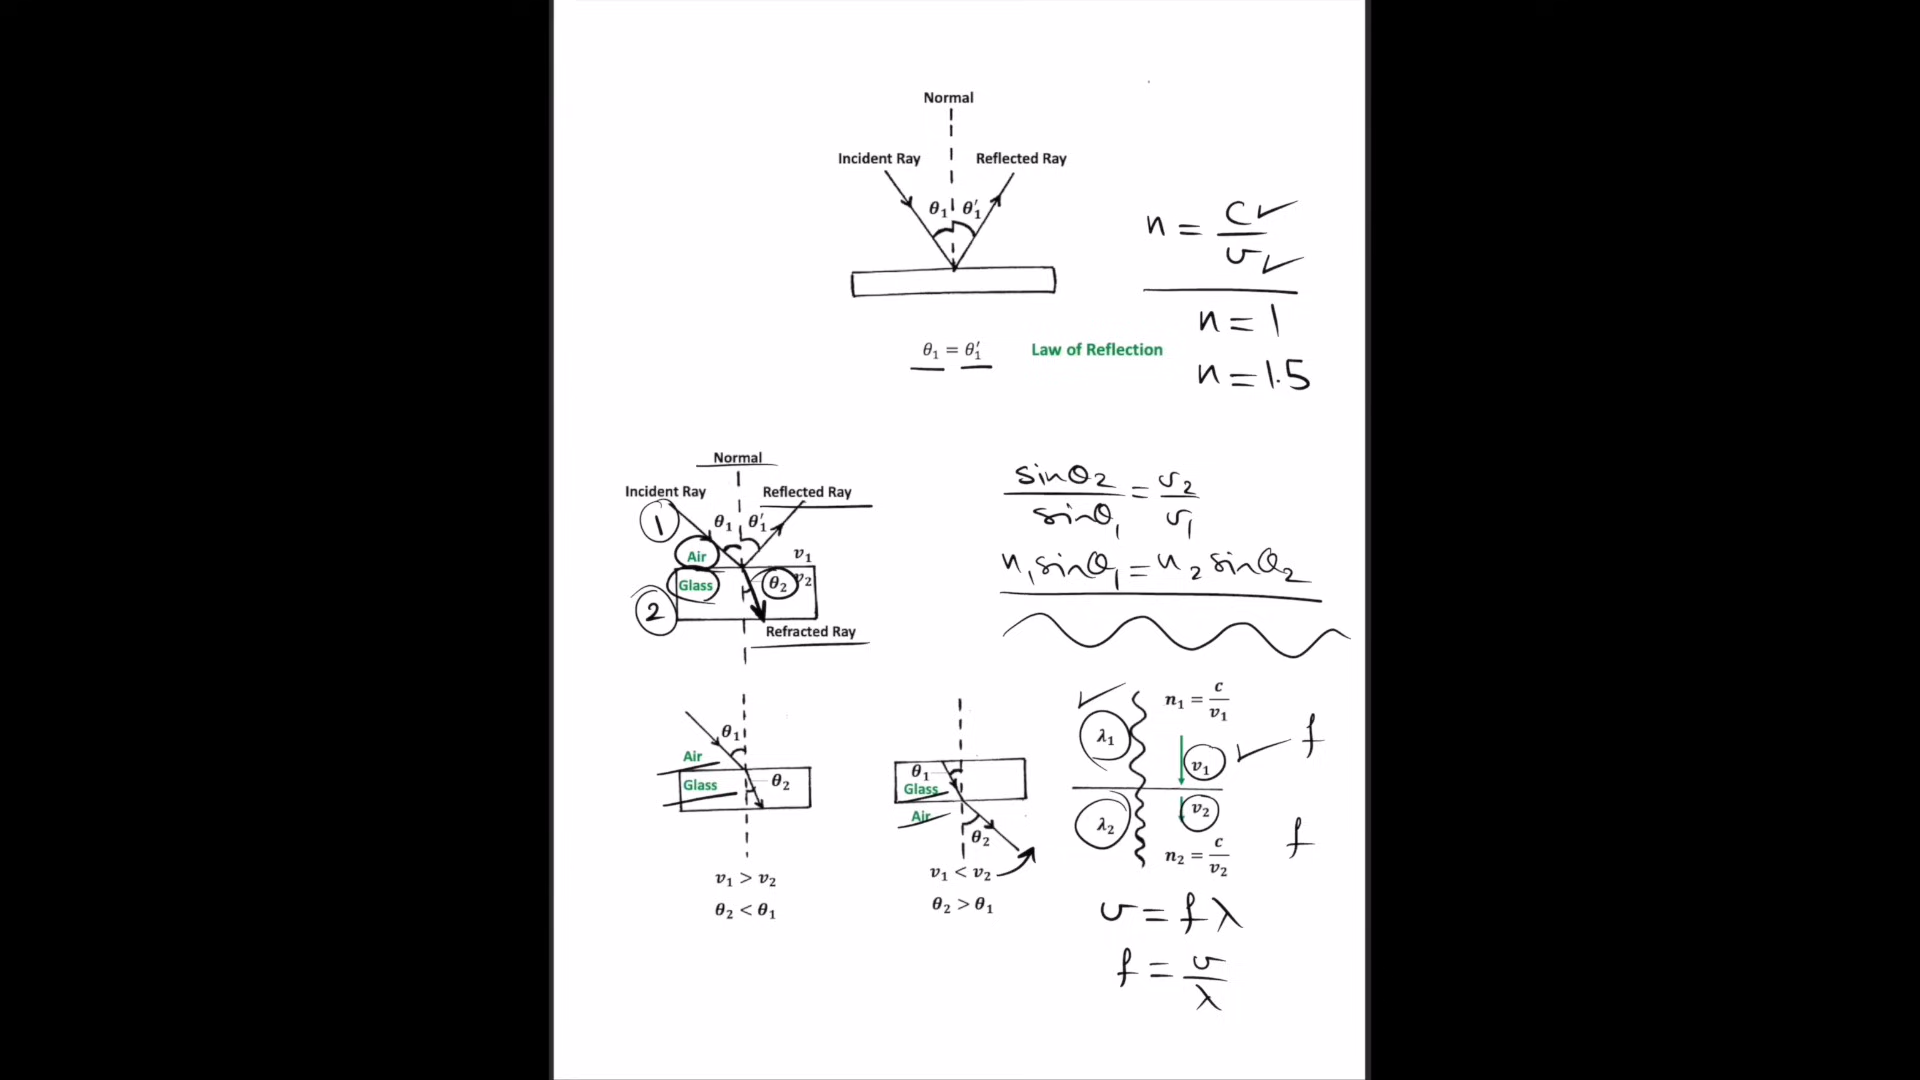 Normal
Incident Ray
Reflected Ray
θ₁ θ₁′
n = c/v
n = 1
θ₁ = θ₁′ Law of Reflection
n = 1.5
Normal
Incident Ray
Reflected Ray
1
θ₁ θ₁′
Air
v₁
Glass
θ₂
v₂
2
Refracted Ray
sinθ₂/sinθ₁ = v₂/v₁
n₁sinθ₁ = n₂sinθ₂
θ₁
Air
Glass
θ₂
v₁ > v₂
θ₂ < θ₁
θ₁
Glass
Air
θ₂
v₁ < v₂
θ₂ > θ₁
n₁ = c/v₁
λ₁
v₁
f
λ₂
v₂
f
n₂ = c/v₂
v = fλ
f = v/λ